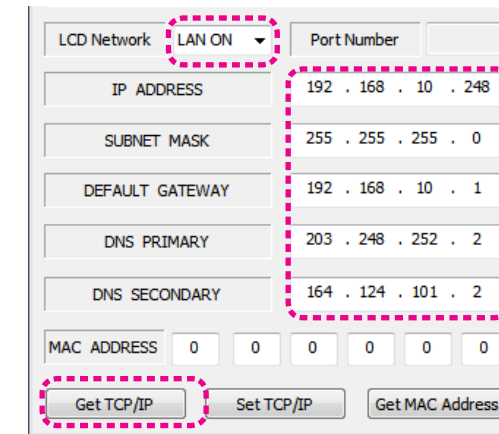 LCD Network LAN ON Port Number
IP ADDRESS 192 . 168 . 10 . 248
SUBNET MASK 255 . 255 . 255 . 0
DEFAULT GATEWAY 192 . 168 . 10 . 1
DNS PRIMARY 203 . 248 . 252 . 2
DNS SECONDARY 164 . 124 . 101 . 2
MAC ADDRESS 0 0 0 0 0 0
Get TCP/IP Set TCP/IP Get MAC Address